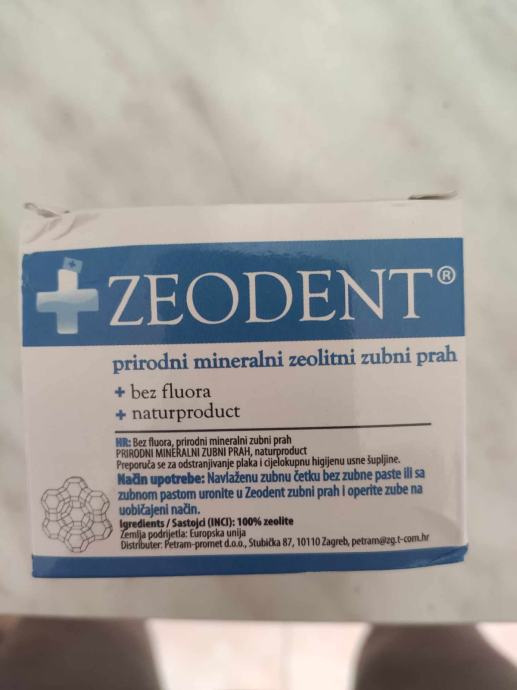 ZEODENT®
prirodni mineralni zeolitni zubni prah
+ bez fluora
+ naturproduct
HR: Bez fluora, prirodni mineralni zubni prah
PRIRODNI MINERALNI ZUBNI PRAH, naturproduct
Preporuča se za odstranjivanje plaka i cjelokupnu higijenu usne šupljine.
Način upotrebe: Navlaženu zubnu četku bez zubne paste ili sa
zubnom pastom uronite u Zeodent zubni prah i operite zube na
uobičajeni način.
Igredients / Sastojci (INCI): 100% zeolite
Zemlja podrijetla: Europska unija
Distributer: Petram-promet d.o.o., Stubička 87, 10110 Zagreb, petram@zg.t-com.hr